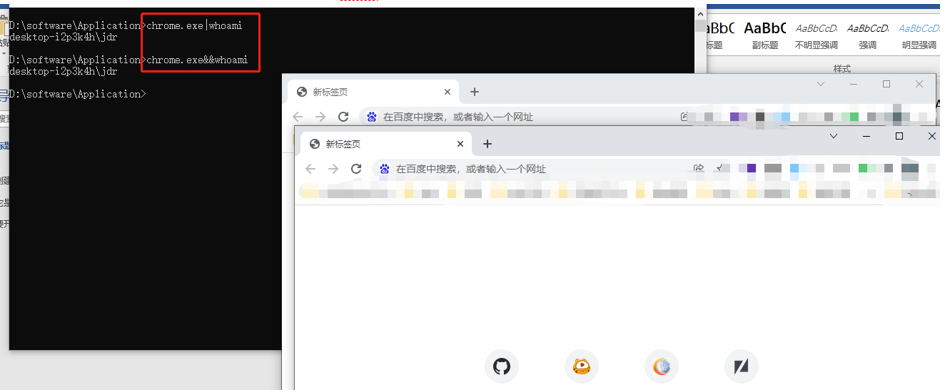 D:\software\Application>chrome.exe|whoami
desktop-i2p3k4h\jdr
D:\software\Application>chrome.exe&&whoami
desktop-i2p3k4h\jdr
D:\software\Application>
AaBbC AaBbC AaBbCcD AaBbCcD AaBbCcD AaBbCcD
标题 副标题 不明显强调 强调 明显强调
样式
新标签页
在百度中搜索，或者输入一个网址
新标签页
在百度中搜索，或者输入一个网址